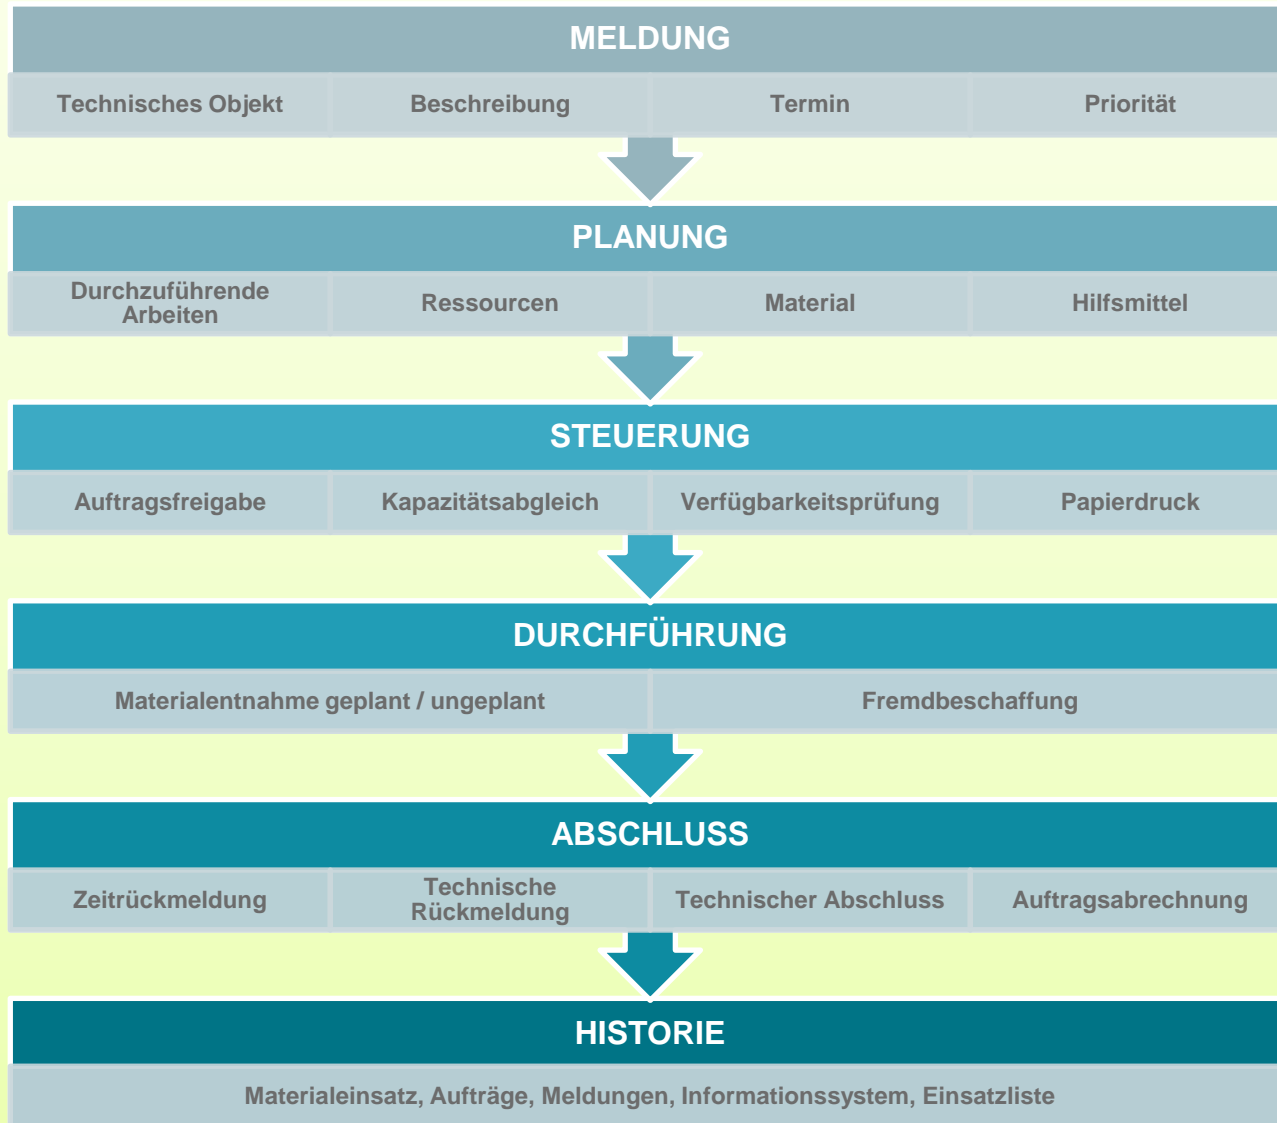 MELDUNG
Technisches Objekt Beschreibung Termin Priorität
PLANUNG
Durchzuführende
Arbeiten
Ressourcen Material Hilfsmittel
STEUERUNG
Auftragsfreigabe Kapazitätsabgleich Verfügbarkeitsprüfung Papierdruck
DURCHFÜHRUNG
Materialentnahme geplant / ungeplant Fremdbeschaffung
ABSCHLUSS
Zeitrückmeldung
Technische
Rückmeldung
Technischer Abschluss Auftragsabrechnung
HISTORIE
Materialeinsatz, Aufträge, Meldungen, Informationssystem, Einsatzliste